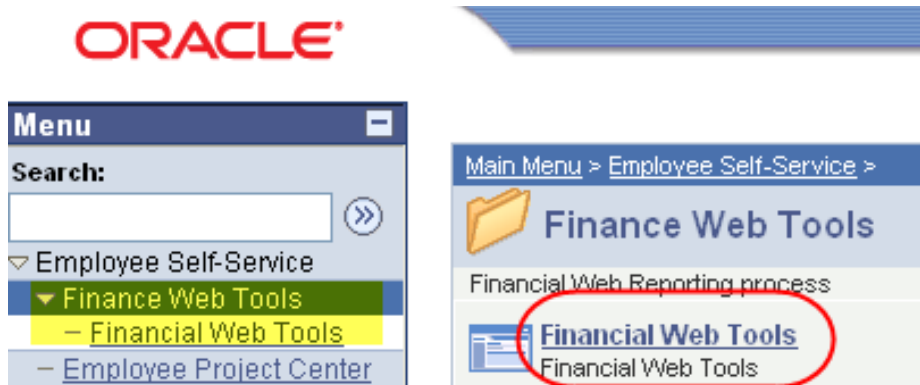 ORACLE
Menu
Search:
Employee Self-Service
Finance Web Tools
Financial Web Tools
Employee Project Center
Main Menu > Employee Self-Service >
Finance Web Tools
Financial Web Reporting process
Financial Web Tools
Financial Web Tools